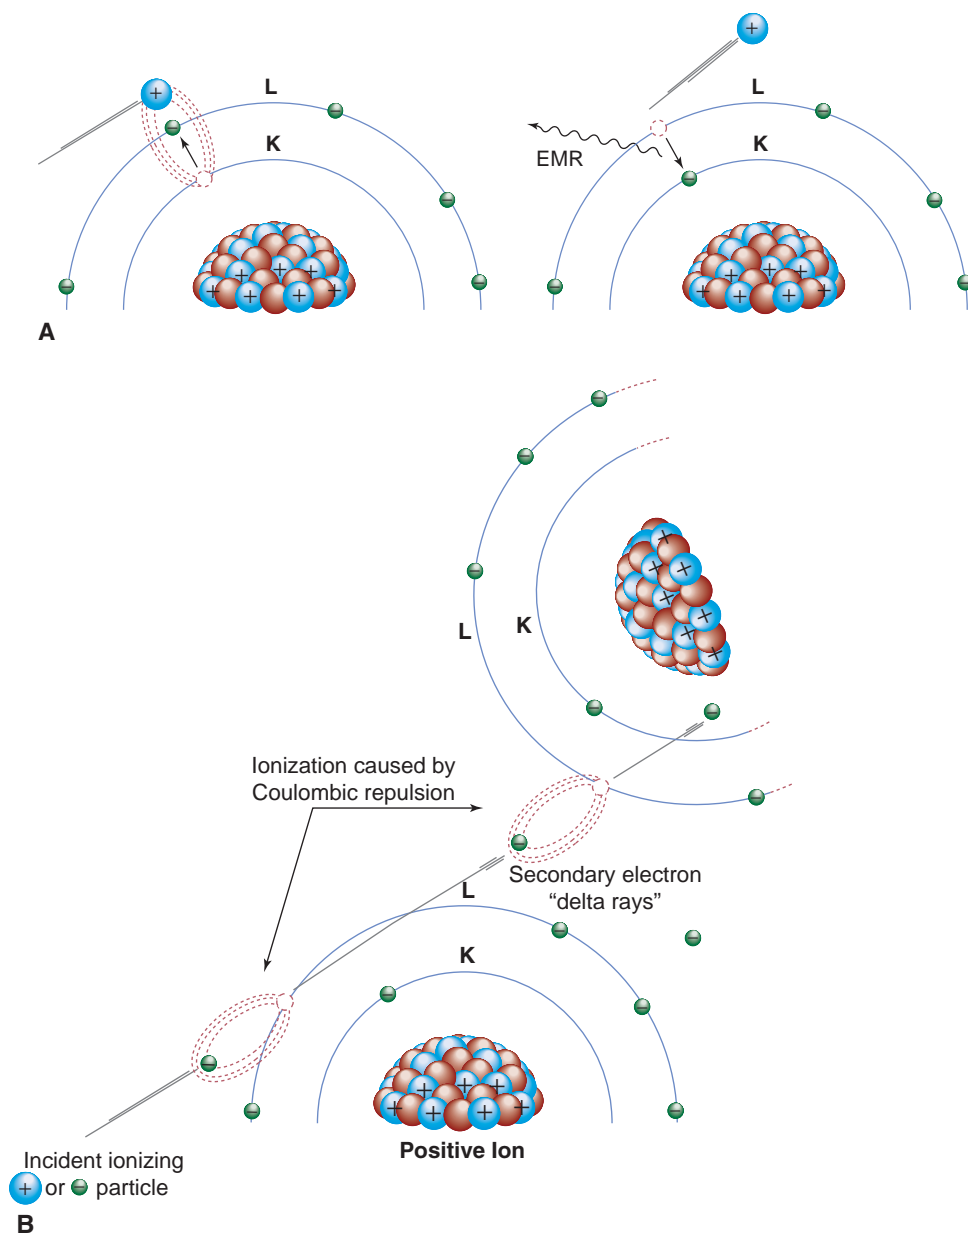 L
K
L
K
EMR
A
L
K
Ionization caused by
Coulombic repulsion
Secondary electron
“delta rays”
L
K
Positive Ion
Incident ionizing
+ or − particle
B